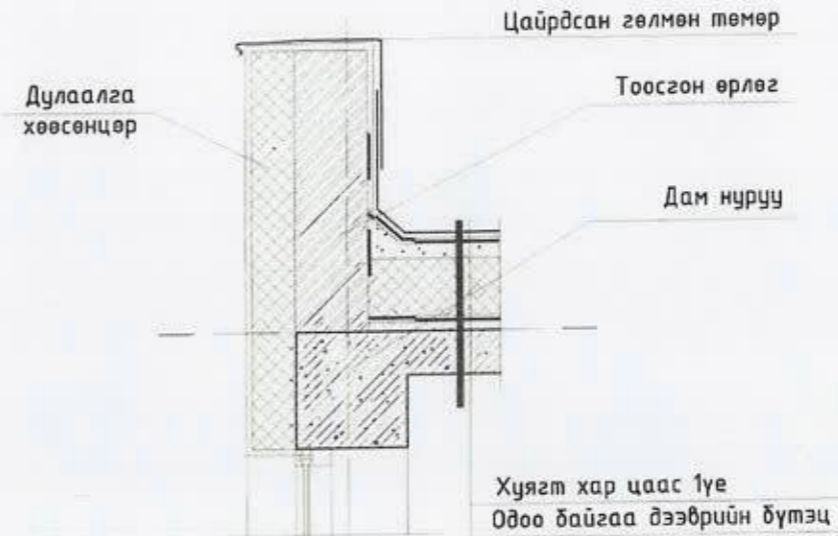 Цайрдсан гөлмөн төмөр
Дулаалга
хөөсөнцөр
Тоосгон өрлөг
Дам нуруу
Хуягт хар цаас 1үе
Одоо байгаа дээврийн бүтэц